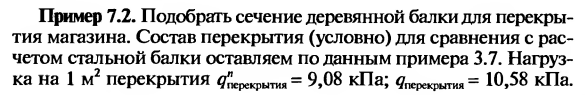 Пример 7.2. Подобрать сечение деревянной балки для перекры-
тия магазина. Состав перекрытия (условно) для сравнения с рас-
четом стальной балки оставляем по данным примера 3.7. Нагруз-
ка на 1 м² перекрытия qⁿперекрытия = 9,08 кПа; qперекрытия = 10,58 кПа.